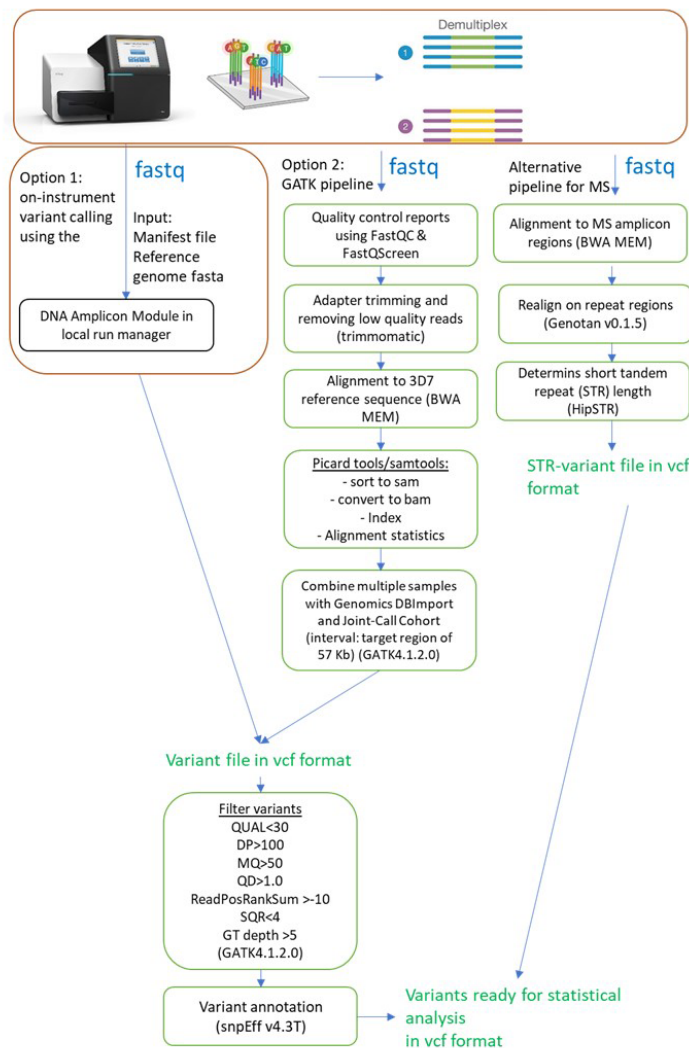 Demultiplex
A G T
A T C
G A T
1
2
Option 1:
on-instrument
variant calling
using the
fastq
Input:
Manifest file
Reference
genome fasta
DNA Amplicon Module in
local run manager
Option 2:
GATK pipeline
fastq
Quality control reports
using FastQC &
FastQScreen
Adapter trimming and
removing low quality reads
(trimmomatic)
Alignment to 3D7
reference sequence (BWA
MEM)
Picard tools/samtools:
- sort to sam
- convert to bam
- Index
- Alignment statistics
Combine multiple samples
with Genomics DBImport
and Joint-Call Cohort
(interval: target region of
57 Kb) (GATK4.1.2.0)
Alternative
pipeline for MS
fastq
Alignment to MS amplicon
regions (BWA MEM)
Realign on repeat regions
(Genotan v0.1.5)
Determins short tandem
repeat (STR) length
(HipSTR)
STR-variant file in vcf
format
Variant file in vcf format
Filter variants
QUAL<30
DP>100
MQ>50
QD>1.0
ReadPosRankSum >-10
SQR<4
GT depth >5
(GATK4.1.2.0)
Variant annotation
(snpEff v4.3T)
Variants ready for statistical
analysis
in vcf format